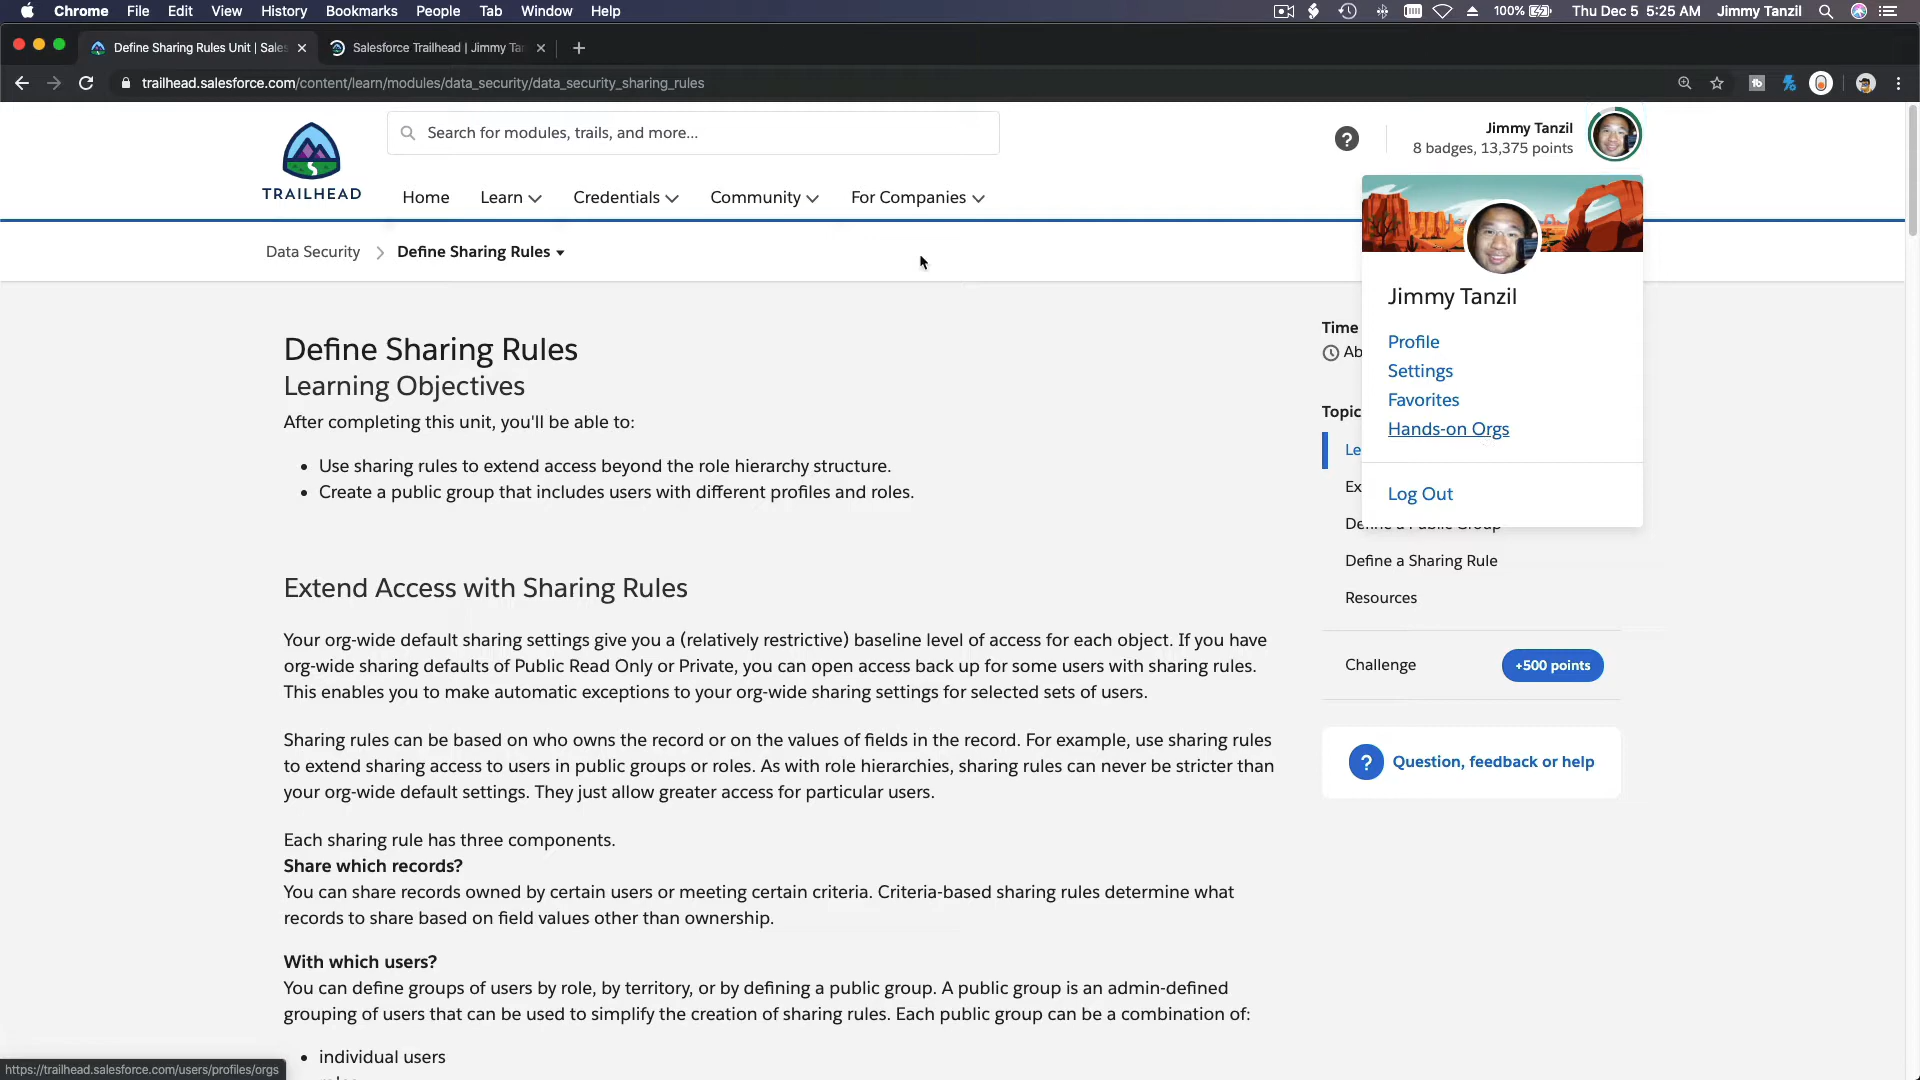 Chrome File Edit View History Bookmarks People Tab Window Help 100% Thu Dec 5 5:25 AM Jimmy Tanzil
Define Sharing Rules Unit | Sales Salesforce Trailhead | Jimmy Tan
trailhead.salesforce.com/content/learn/modules/data_security/data_security_sharing_rules
Search for modules, trails, and more...
Jimmy Tanzil
8 badges, 13,375 points
TRAILHEAD
Home Learn Credentials Community For Companies
Data Security Define Sharing Rules
Jimmy Tanzil
Profile
Settings
Favorites
Hands-on Orgs
Log Out
Define Sharing Rules
Learning Objectives
After completing this unit, you'll be able to:
• Use sharing rules to extend access beyond the role hierarchy structure.
• Create a public group that includes users with different profiles and roles.
Extend Access with Sharing Rules
Your org-wide default sharing settings give you a (relatively restrictive) baseline level of access for each object. If you have
org-wide sharing defaults of Public Read Only or Private, you can open access back up for some users with sharing rules.
This enables you to make automatic exceptions to your org-wide sharing settings for selected sets of users.
Sharing rules can be based on who owns the record or on the values of fields in the record. For example, use sharing rules
to extend sharing access to users in public groups or roles. As with role hierarchies, sharing rules can never be stricter than
your org-wide default settings. They just allow greater access for particular users.
Each sharing rule has three components.
Share which records?
You can share records owned by certain users or meeting certain criteria. Criteria-based sharing rules determine what
records to share based on field values other than ownership.
With which users?
You can define groups of users by role, by territory, or by defining a public group. A public group is an admin-defined
grouping of users that can be used to simplify the creation of sharing rules. Each public group can be a combination of:
• individual users
Time
Ab
Topic
Le
Ex
Define a Public Group
Define a Sharing Rule
Resources
Challenge +500 points
? Question, feedback or help
https://trailhead.salesforce.com/users/profiles/orgs